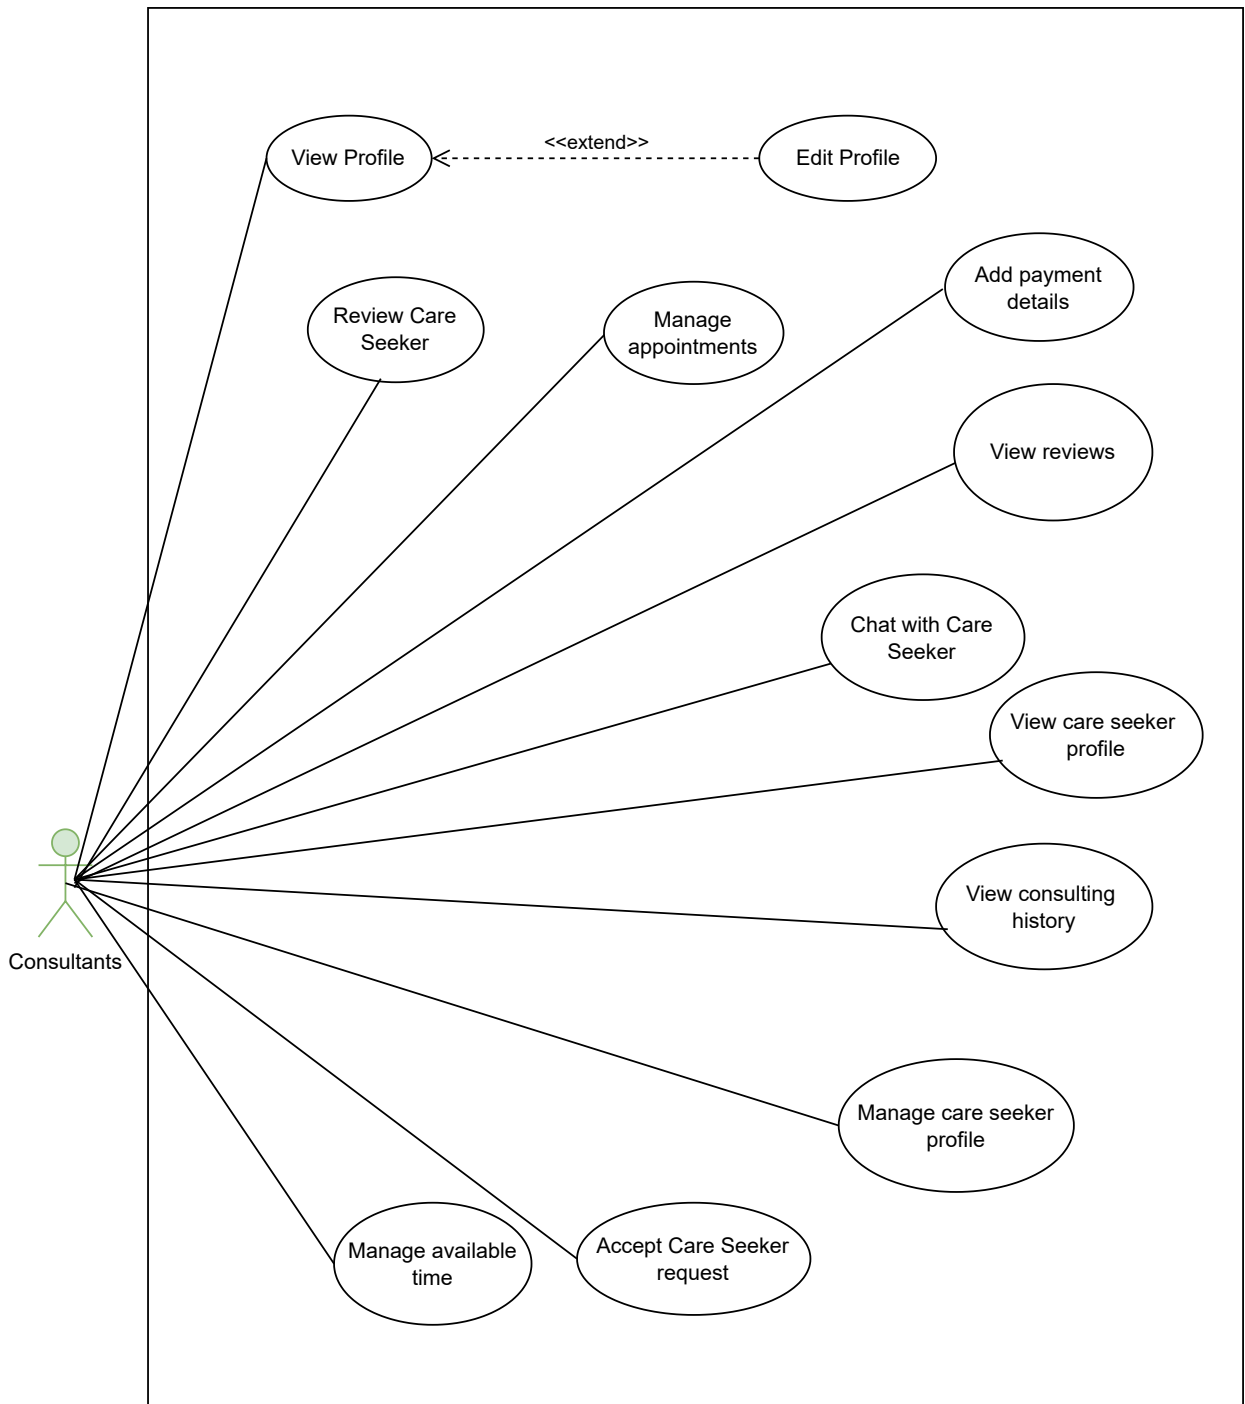 <<extend>>
View Profile
Edit Profile
Add payment
details
Review Care
Seeker
Manage
appointments
View reviews
Chat with Care
Seeker
View care seeker
profile
View consulting
history
Consultants
Manage care seeker
profile
Manage available
time
Accept Care Seeker
request